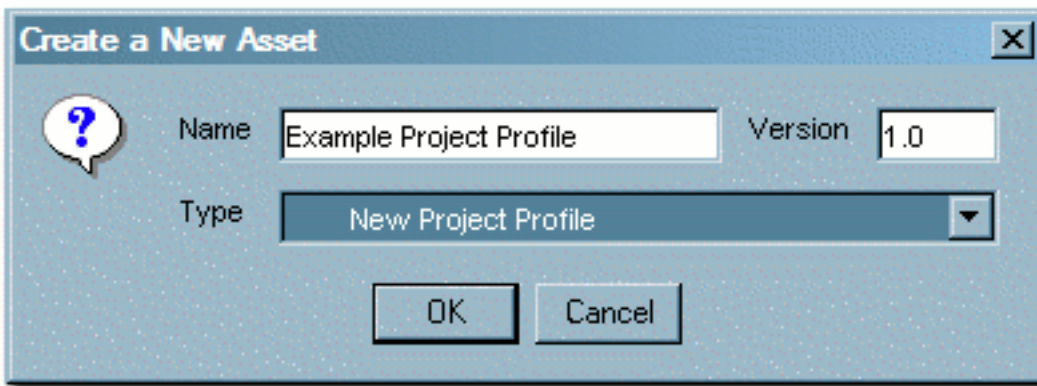 Create a New Asset
Name Example Project Profile Version 1.0
Type New Project Profile
OK Cancel